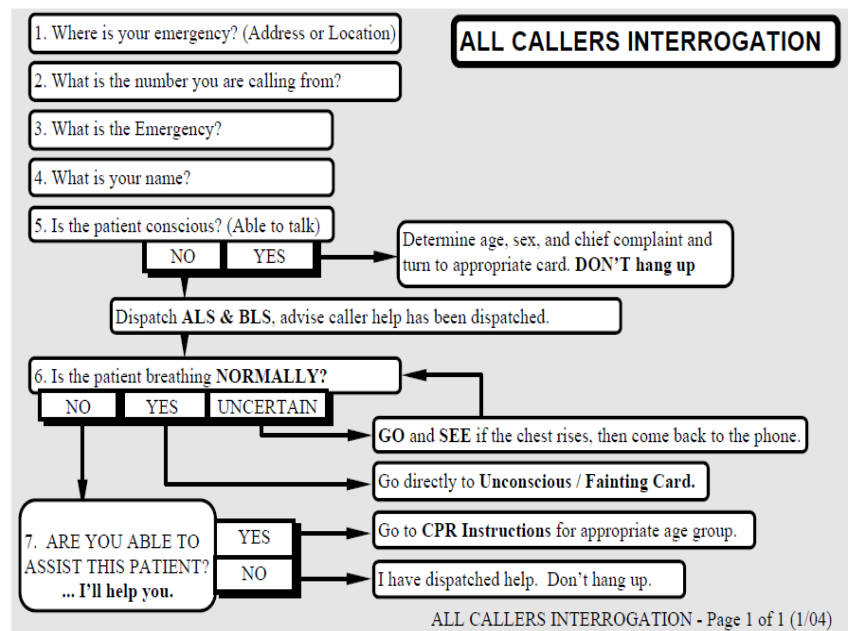 ALL CALLERS INTERROGATION
1. Where is your emergency? (Address or Location)
2. What is the number you are calling from?
3. What is the Emergency?
4. What is your name?
5. Is the patient conscious? (Able to talk)
NO
YES
Determine age, sex, and chief complaint and
turn to appropriate card. DON'T hang up
Dispatch ALS & BLS, advise caller help has been dispatched.
6. Is the patient breathing NORMALLY?
NO
YES
UNCERTAIN
GO and SEE if the chest rises, then come back to the phone.
Go directly to Unconscious / Fainting Card.
7. ARE YOU ABLE TO
ASSIST THIS PATIENT?
... I'll help you.
YES
Go to CPR Instructions for appropriate age group.
NO
I have dispatched help. Don't hang up.
ALL CALLERS INTERROGATION - Page 1 of 1 (1/04)